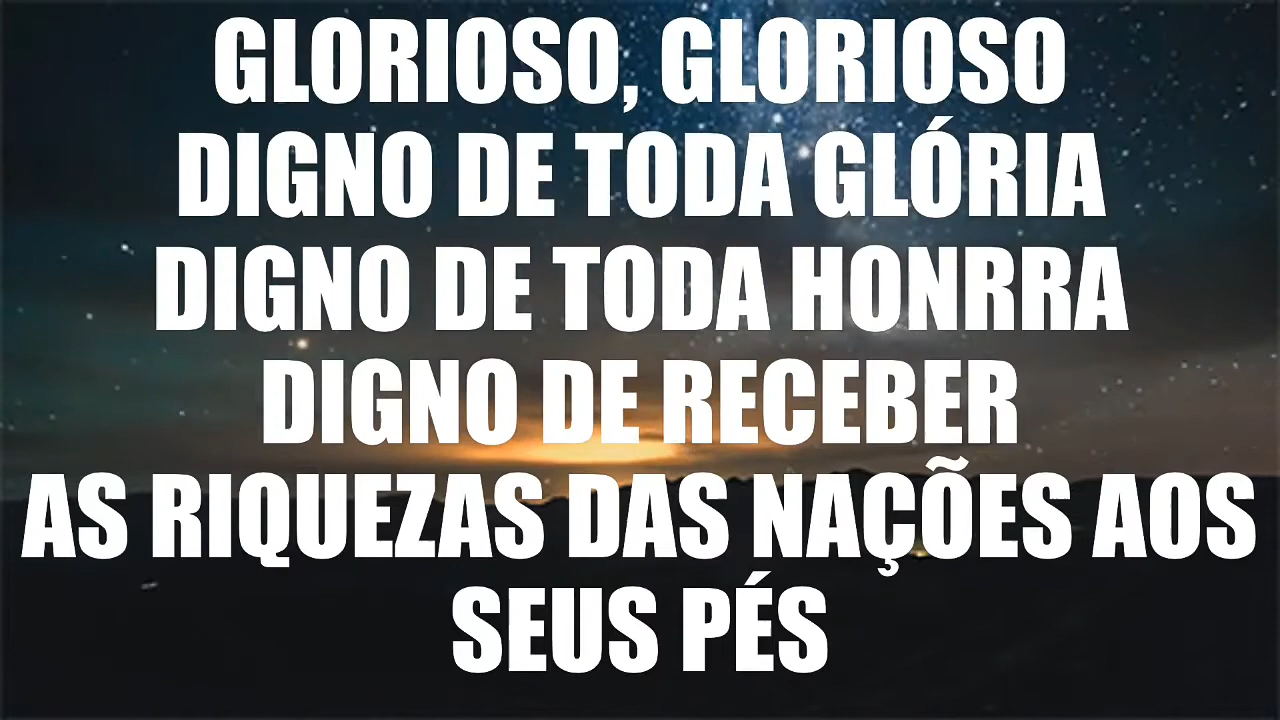 GLORIOSO, GLORIOSO
DIGNO DE TODA GLÓRIA
DIGNO DE TODA HONRRA
DIGNO DE RECEBER
AS RIQUEZAS DAS NAÇÕES AOS
SEUS PÉS